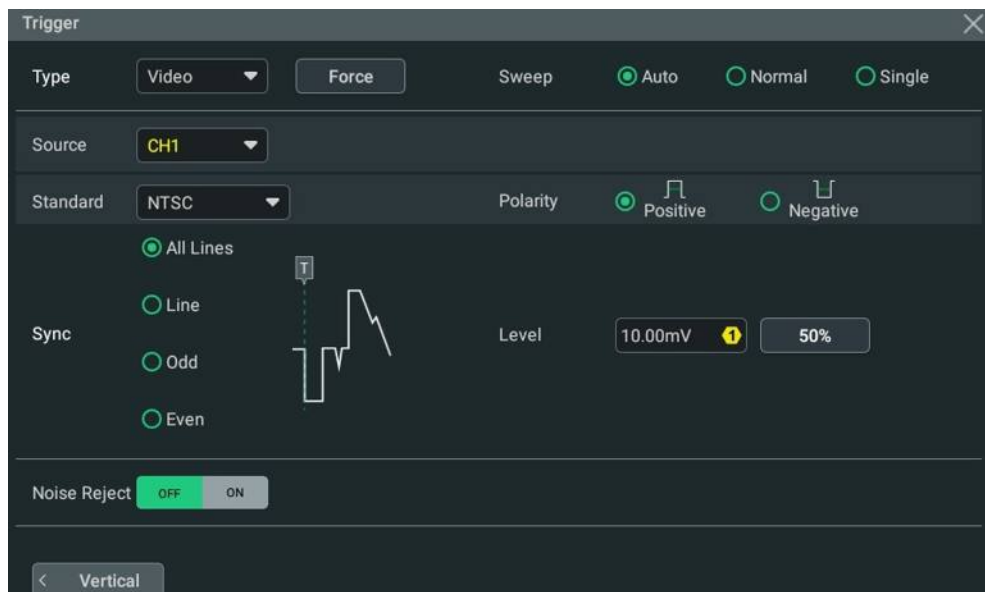 Trigger
Type Video Force Sweep Auto Normal Single
Source CH1
Standard NTSC Polarity Positive Negative
All Lines
T
Line
Sync Level 10.00mV 1 50%
Odd
Even
Noise Reject OFF ON
< Vertical